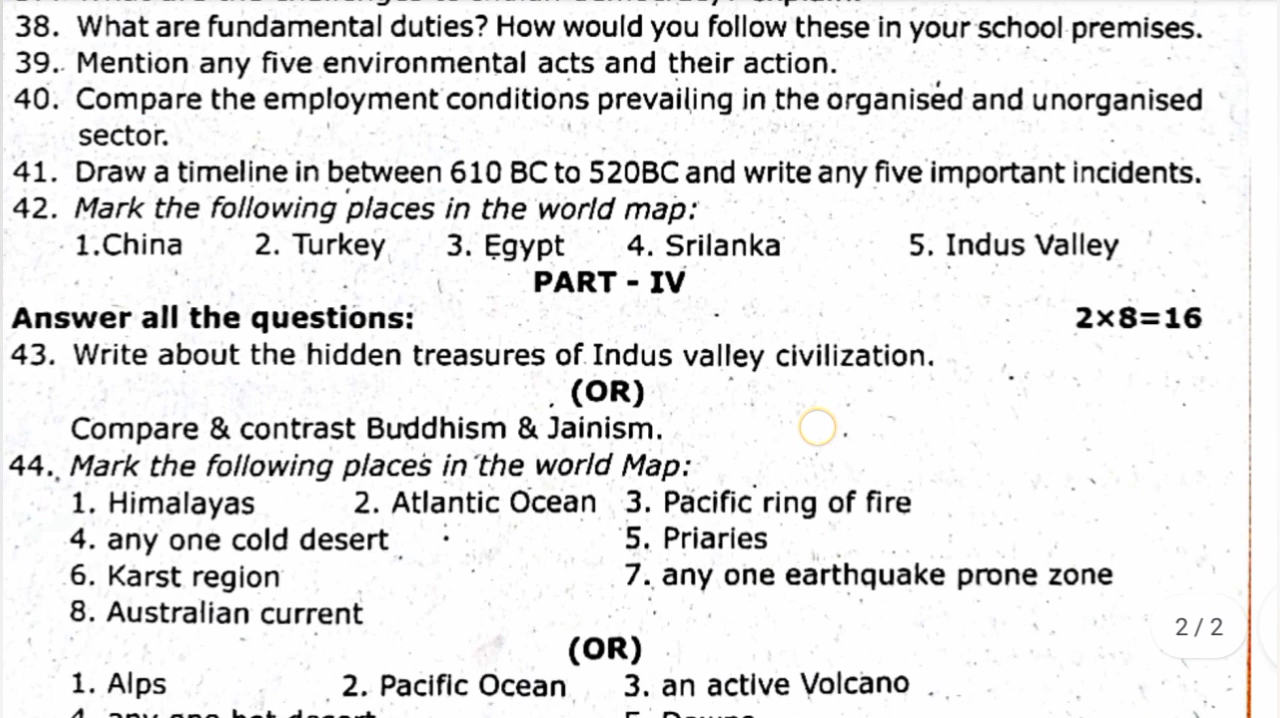 38. What are fundamental duties? How would you follow these in your school premises.
39. Mention any five environmental acts and their action.
40. Compare the employment conditions prevailing in the organised and unorganised
sector.
41. Draw a timeline in between 610 BC to 520BC and write any five important incidents.
42. Mark the following places in the world map:
1.China 2. Turkey 3. Egypt 4. Srilanka 5. Indus Valley
PART - IV
Answer all the questions: 2×8=16
43. Write about the hidden treasures of Indus valley civilization.
(OR)
Compare & contrast Buddhism & Jainism.
44. Mark the following places in the world Map:
1. Himalayas 2. Atlantic Ocean 3. Pacific ring of fire
4. any one cold desert 5. Priaries
6. Karst region 7. any one earthquake prone zone
8. Australian current
2 / 2
(OR)
1. Alps 2. Pacific Ocean 3. an active Volcano